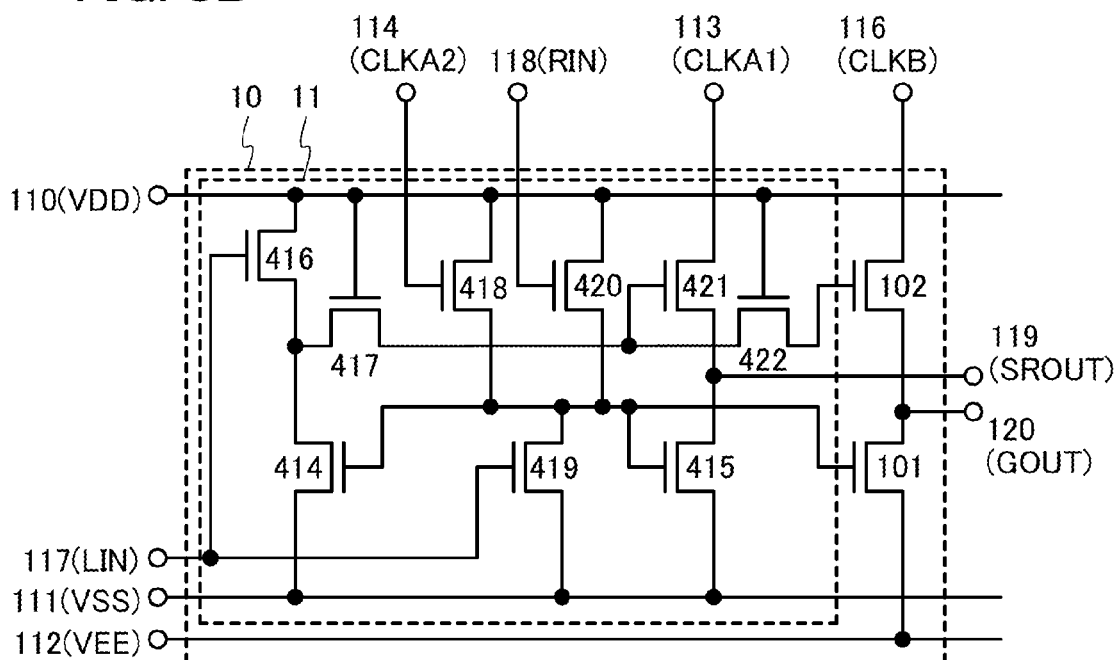 114
(CLKA2)
118(RIN)
113
(CLKA1)
116
(CLKB)
10
11
110(VDD)
416
418
420
421
102
417
422
119
(SROUT)
414
419
415
101
120
(GOUT)
117(LIN)
111(VSS)
112(VEE)